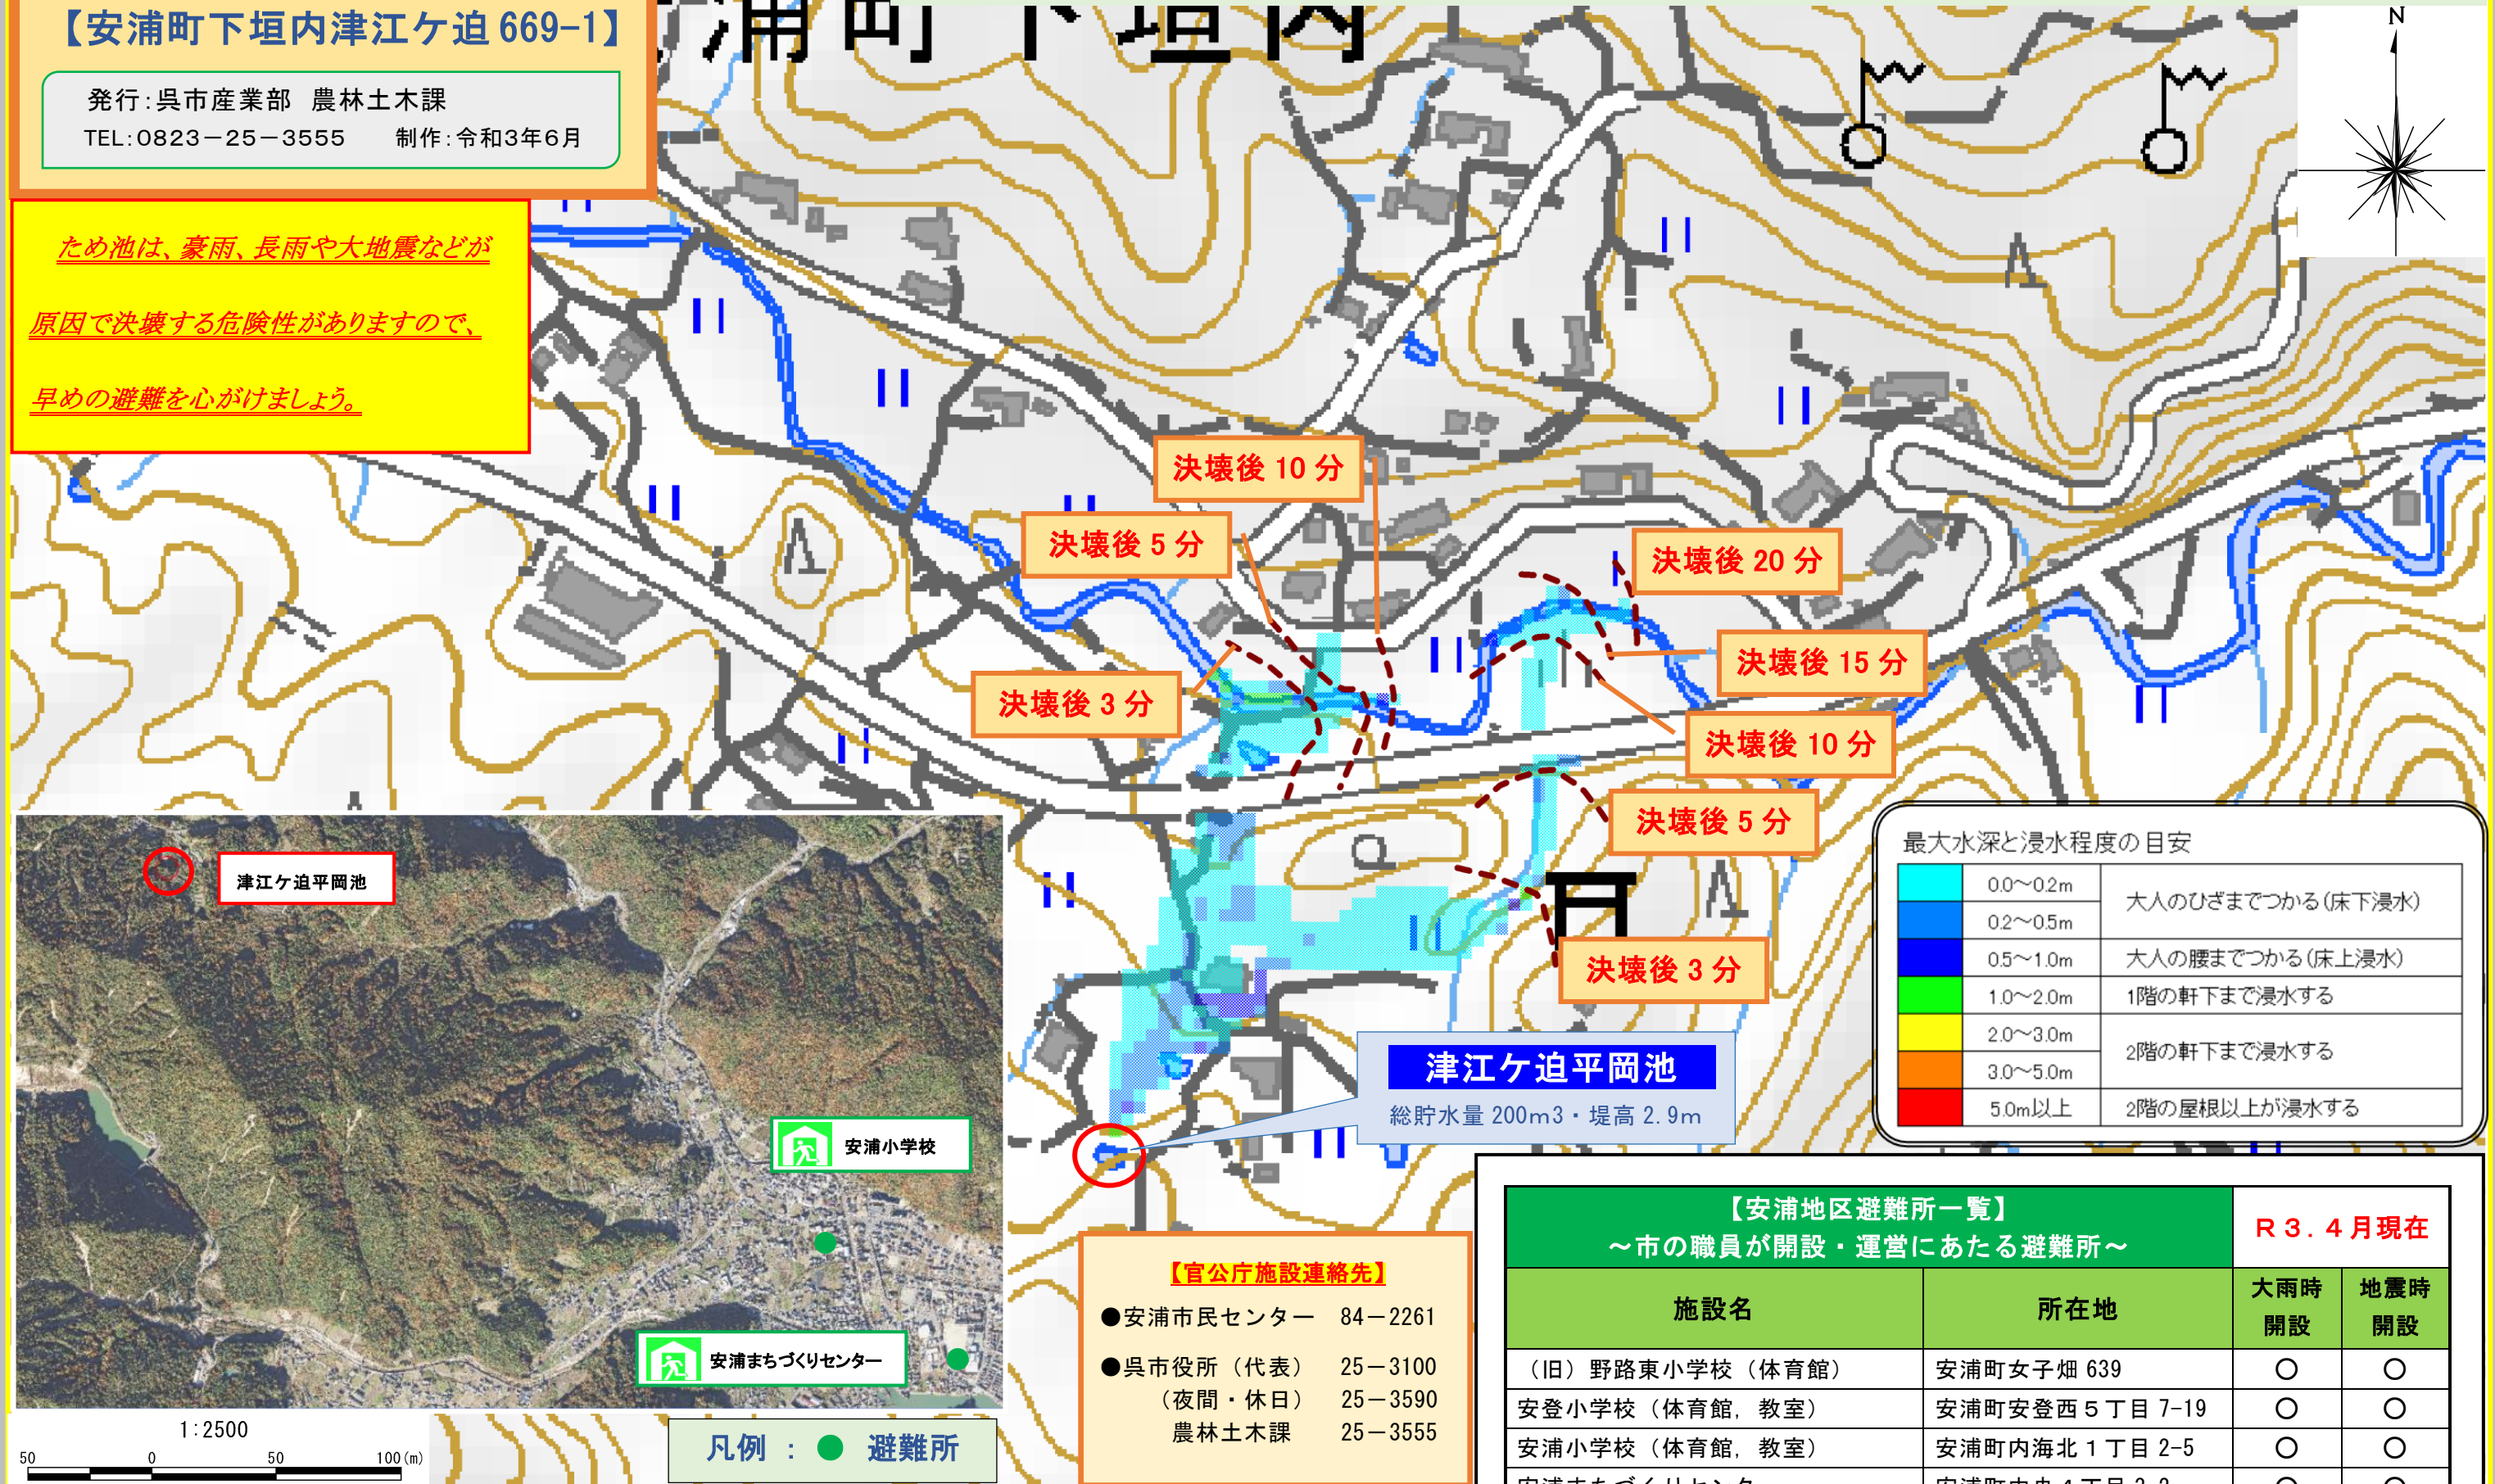 【安浦町下垣内津江ケ迫 669-1】
浦町下垣内
発行:呉市産業部 農林土木課
TEL:0823－25－3555 制作:令和3年6月
N
ため池は、豪雨、長雨や大地震などが
原因で決壊する危険性がありますので、
早めの避難を心がけましょう。
決壊後 10 分
決壊後 5 分
決壊後 20 分
決壊後 15 分
決壊後 3 分
決壊後 10 分
決壊後 5 分
決壊後 3 分
最大水深と浸水程度の目安
0.0～0.2m
大人のひざまでつかる(床下浸水)
0.2～0.5m
0.5～1.0m 大人の腰までつかる(床上浸水)
1.0～2.0m 1階の軒下まで浸水する
2.0～3.0m
2階の軒下まで浸水する
3.0～5.0m
5.0m以上 2階の屋根以上が浸水する
津江ケ迫平岡池
総貯水量 200m3・堤高 2.9m
津江ケ迫平岡池
安浦小学校
安浦まちづくりセンター
1:2500
50 0 50 100(m)
凡例 : ● 避難所
【官公庁施設連絡先】
●安浦市民センター 84－2261
●呉市役所（代表） 25－3100
（夜間・休日） 25－3590
農林土木課 25－3555
【安浦地区避難所一覧】
～市の職員が開設・運営にあたる避難所～
Ｒ３.４月現在
施設名 所在地 大雨時開設 地震時開設
（旧）野路東小学校（体育館） 安浦町女子畑 639 ○ ○
安登小学校（体育館，教室） 安浦町安登西５丁目 7-19 ○ ○
安浦小学校（体育館，教室） 安浦町内海北１丁目 2-5 ○ ○